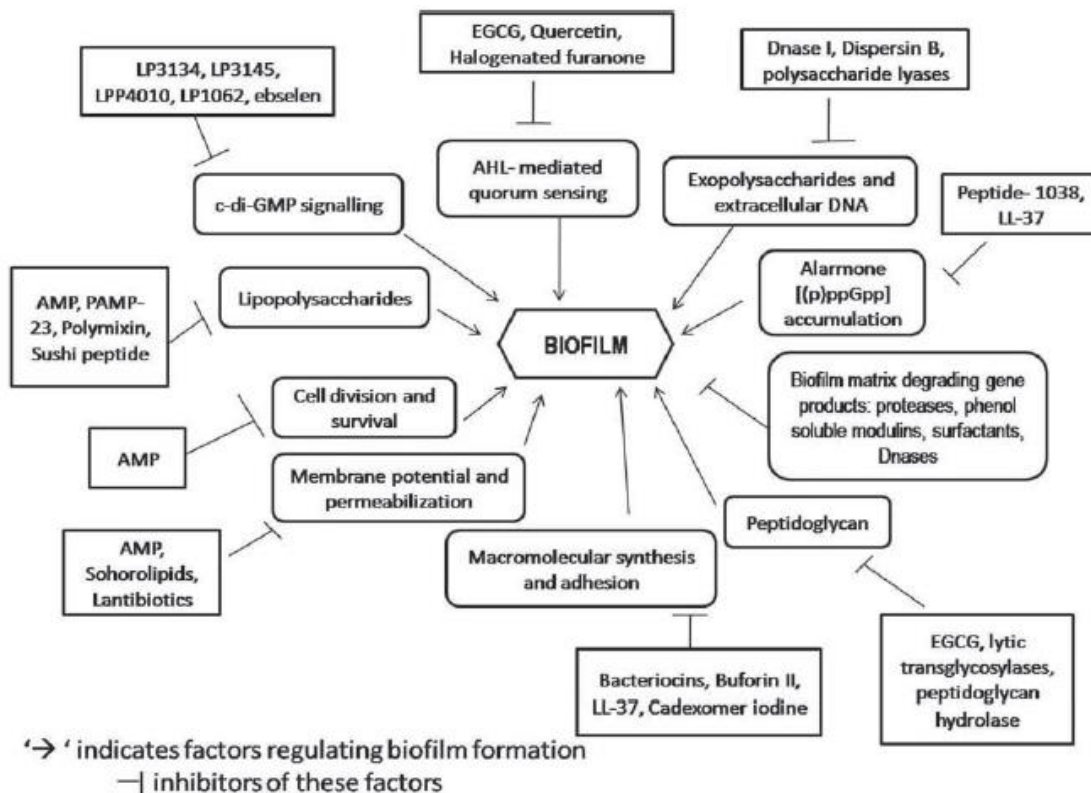 EGCG, Quercetin,
Halogenated furanone
Dnase I, Dispersin B,
polysaccharide lyases
LP3134, LP3145,
LPP4010, LP1062, ebselen
AHL- mediated
quorum sensing
Exopolysaccharides and
extracellular DNA
Peptide- 1038,
LL-37
c-di-GMP signalling
Alarmone
[(p)ppGpp]
accumulation
AMP, PAMP-
23, Polymixin,
Sushi peptide
Lipopolysaccharides
BIOFILM
Biofilm matrix degrading gene
products: proteases, phenol
soluble modulins, surfactants,
Dnases
Cell division and
survival
AMP
Membrane potential and
permeabilization
Peptidoglycan
AMP,
Sohorolipids,
Lantibiotics
Macromolecular synthesis
and adhesion
EGCG, lytic
transglycosylases,
peptidoglycan
hydrolase
Bacteriocins, Buforin II,
LL-37, Cadexomer iodine
‘→ ‘ indicates factors regulating biofilm formation
⊣ inhibitors of these factors